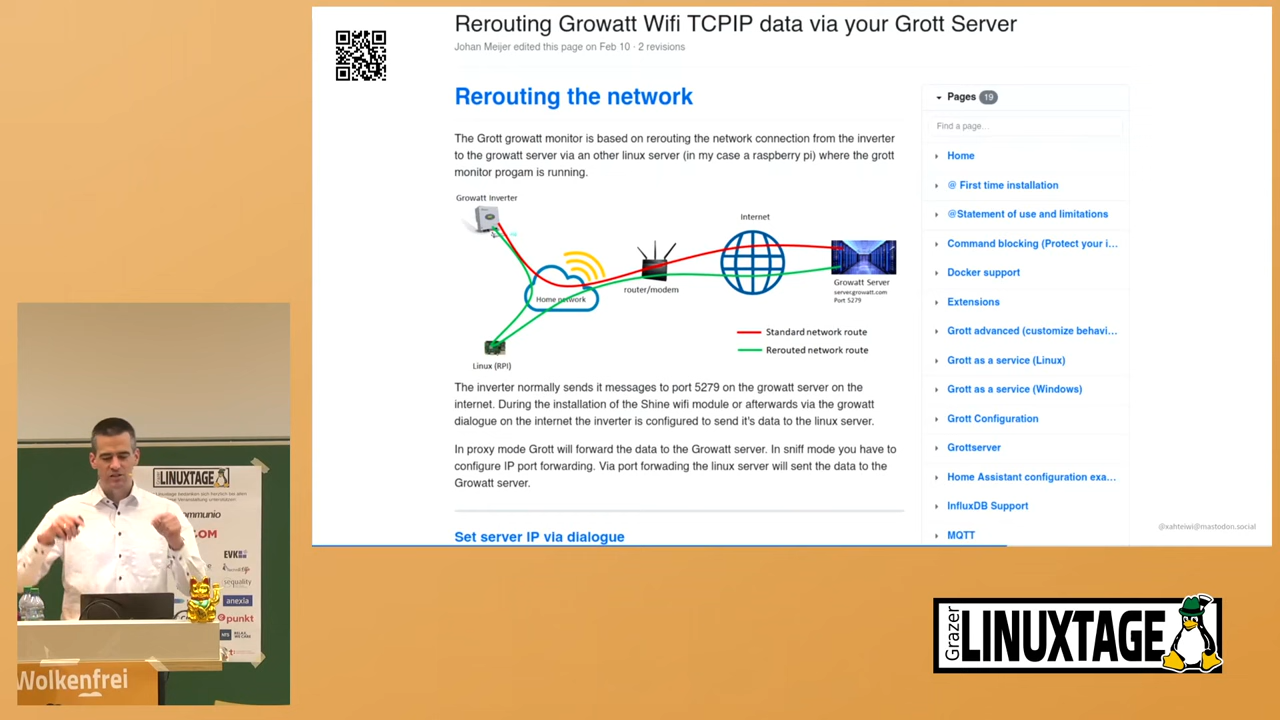 Rerouting Growatt Wifi TCPIP data via your Grott Server
Johan Meijer edited this page on Feb 10 · 2 revisions
Rerouting the network
The Grott growatt monitor is based on rerouting the network connection from the inverter
to the growatt server via an other linux server (in my case a raspberry pi) where the grott
monitor progam is running.
Growatt Inverter
Internet
Home network
router/modem
Growatt Server
server.growatt.com
Port 5279
Standard network route
Rerouted network route
Linux (RPI)
The inverter normally sends it messages to port 5279 on the growatt server on the
internet. During the installation of the Shine wifi module or afterwards via the growatt
dialogue on the internet the inverter is configured to send it's data to the linux server.
In proxy mode Grott will forward the data to the Growatt server. In sniff mode you have to
configure IP port forwarding. Via port forwading the linux server will sent the data to the
Growatt server.
Set server IP via dialogue
Pages 19
Find a page...
Home
@ First time installation
@Statement of use and limitations
Command blocking (Protect your i...
Docker support
Extensions
Grott advanced (customize behavi...
Grott as a service (Linux)
Grott as a service (Windows)
Grott Configuration
Grottserver
Home Assistant configuration exa...
InfluxDB Support
MQTT
@xahteiwi@mastodon.social
LINUXTAGE
EVK
sequality
anexia
punkt
Wolkenfrei
Grazer
LINUXTAGE